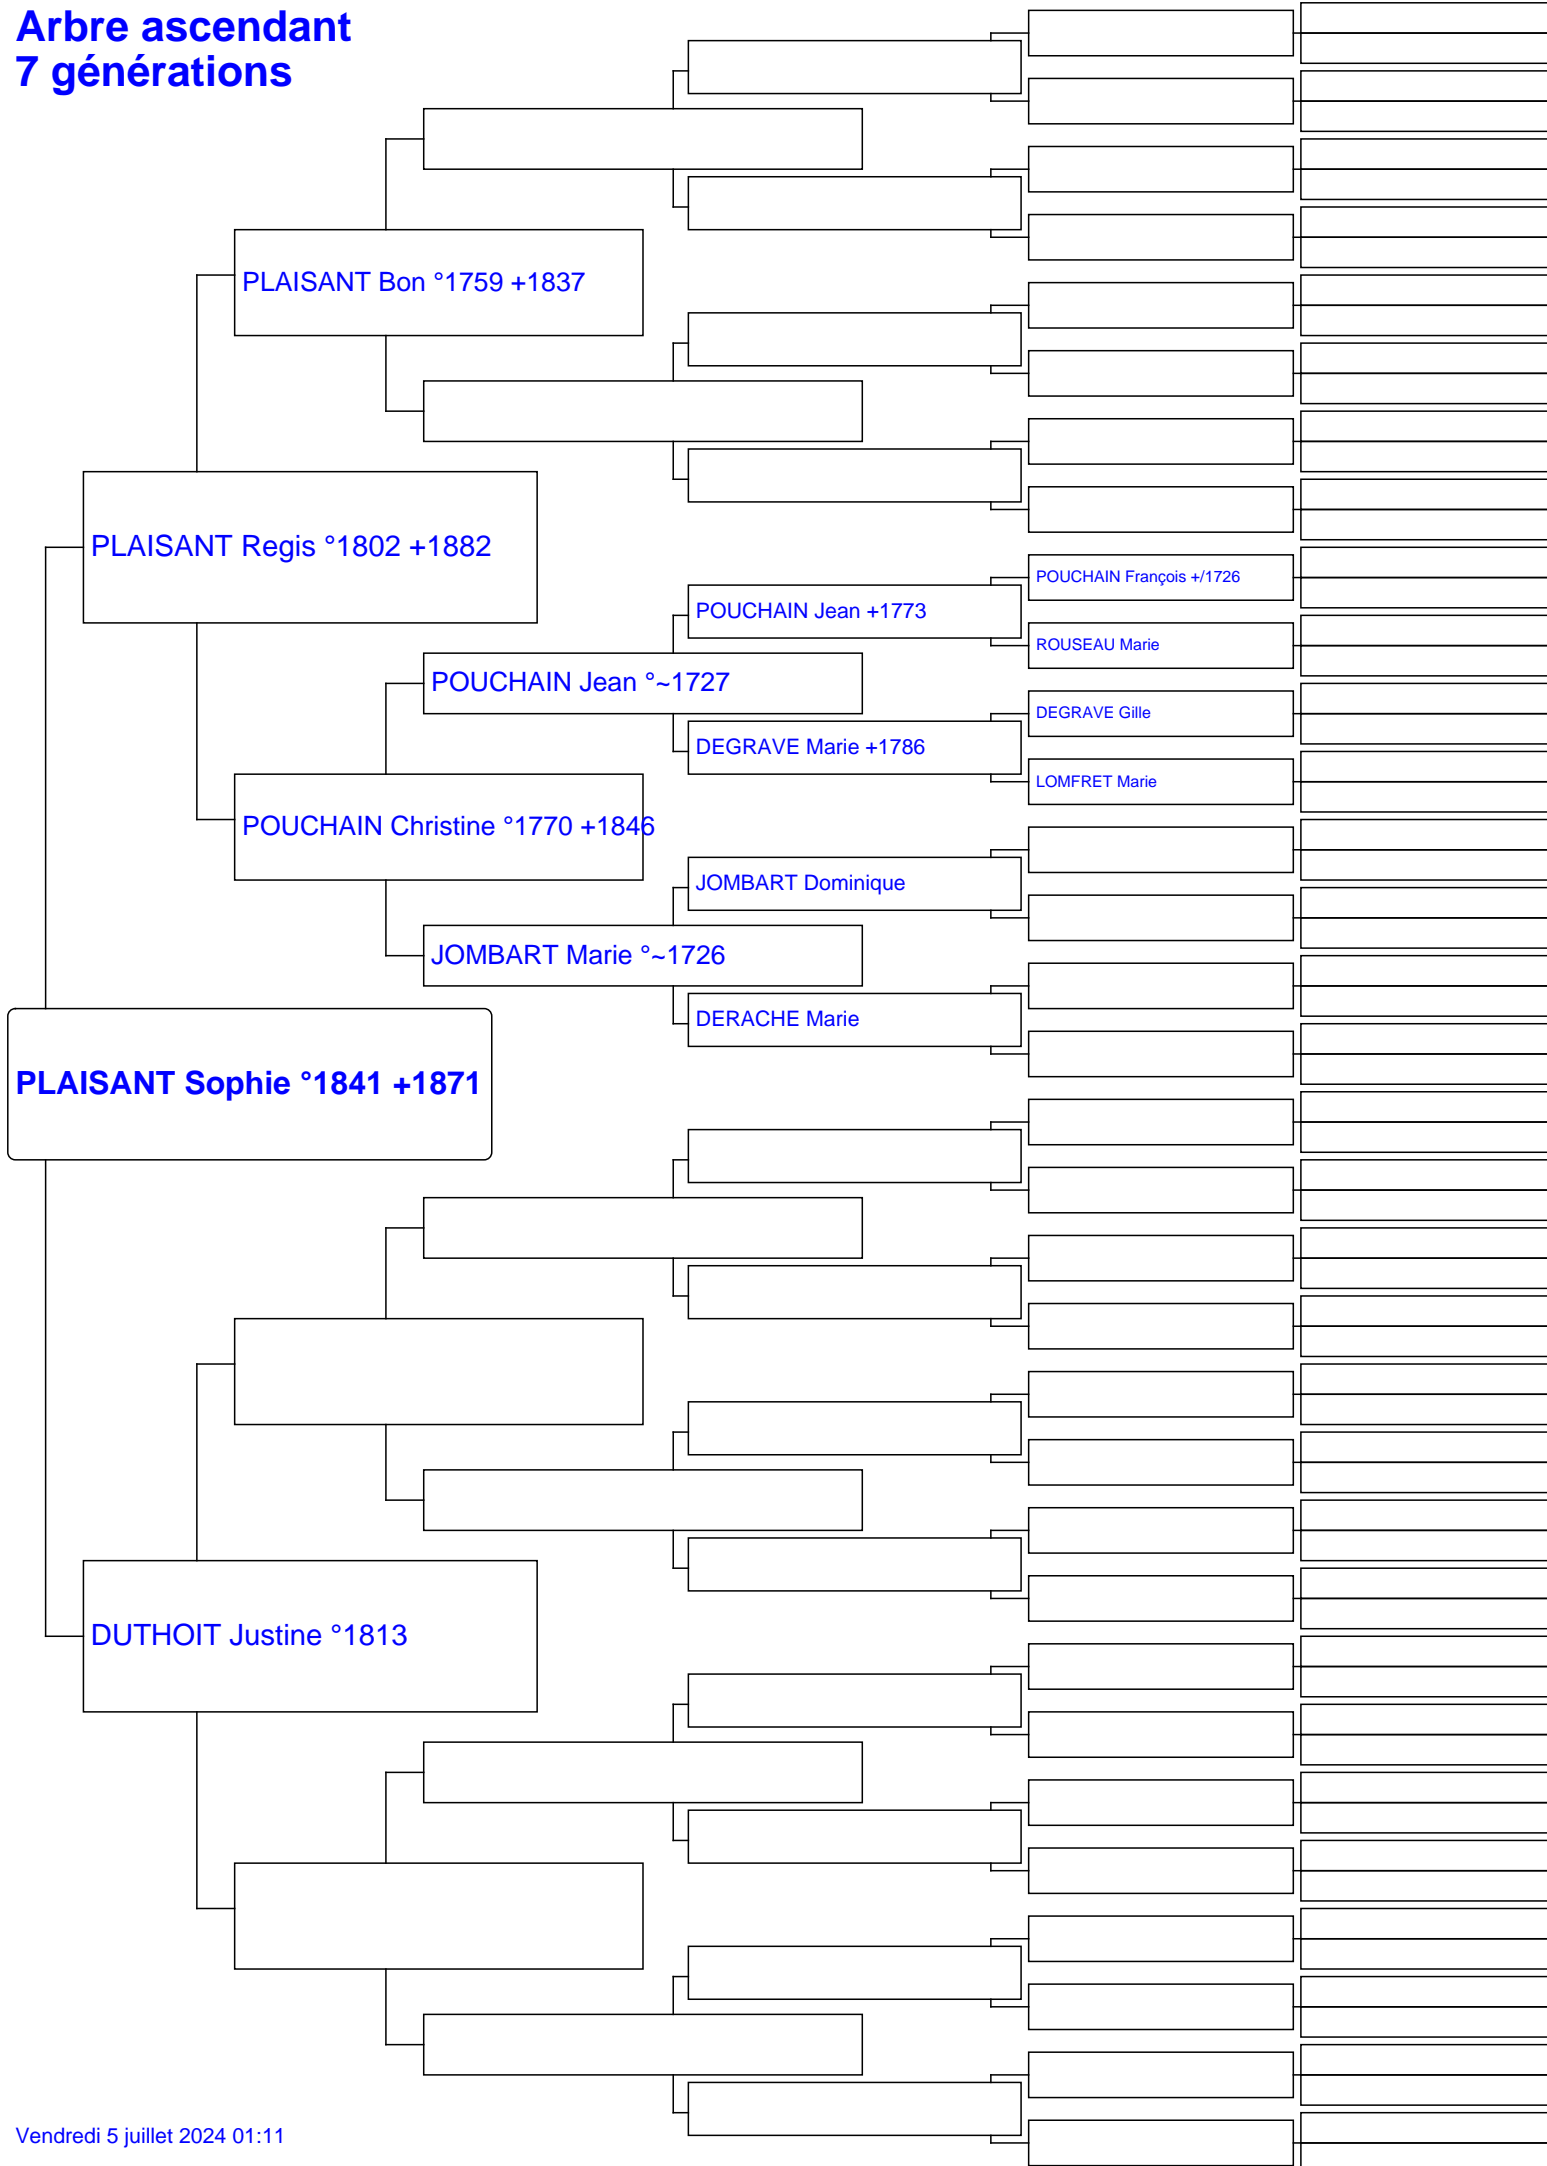 Arbre ascendant
7 générations
PLAISANT Bon °1759 +1837
PLAISANT Regis °1802 +1882
POUCHAIN François +/1726
POUCHAIN Jean +1773
ROUSEAU Marie
POUCHAIN Jean °~1727
DEGRAVE Gille
DEGRAVE Marie +1786
LOMFRET Marie
POUCHAIN Christine °1770 +1846
JOMBART Dominique
JOMBART Marie °~1726
DERACHE Marie
PLAISANT Sophie °1841 +1871
DUTHOIT Justine °1813
Vendredi 5 juillet 2024 01:11